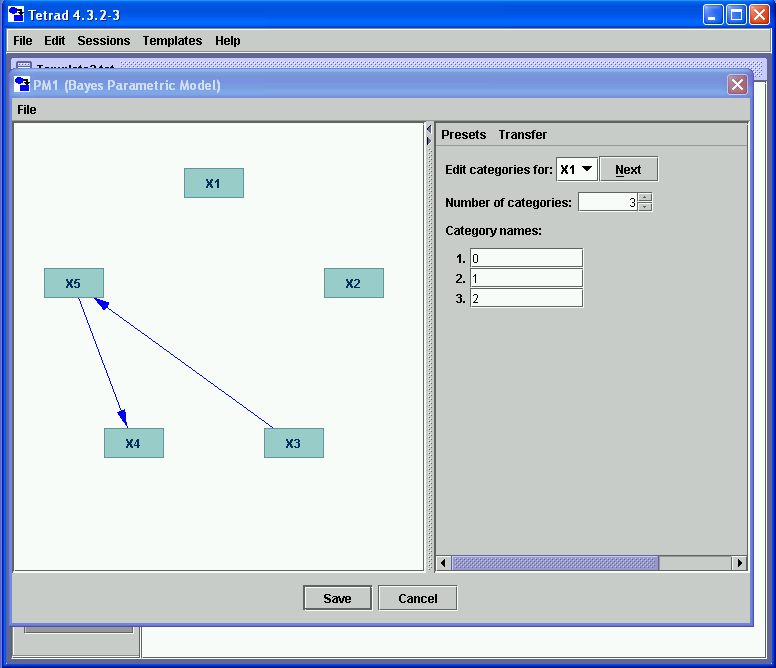 Tetrad 4.3.2-3
File Edit Sessions Templates Help
PM1 (Bayes Parametric Model)
File
Presets Transfer
Edit categories for: X1 Next
Number of categories: 3
Category names:
1. 0
2. 1
3. 2
X1
X5
X2
X4
X3
Save Cancel